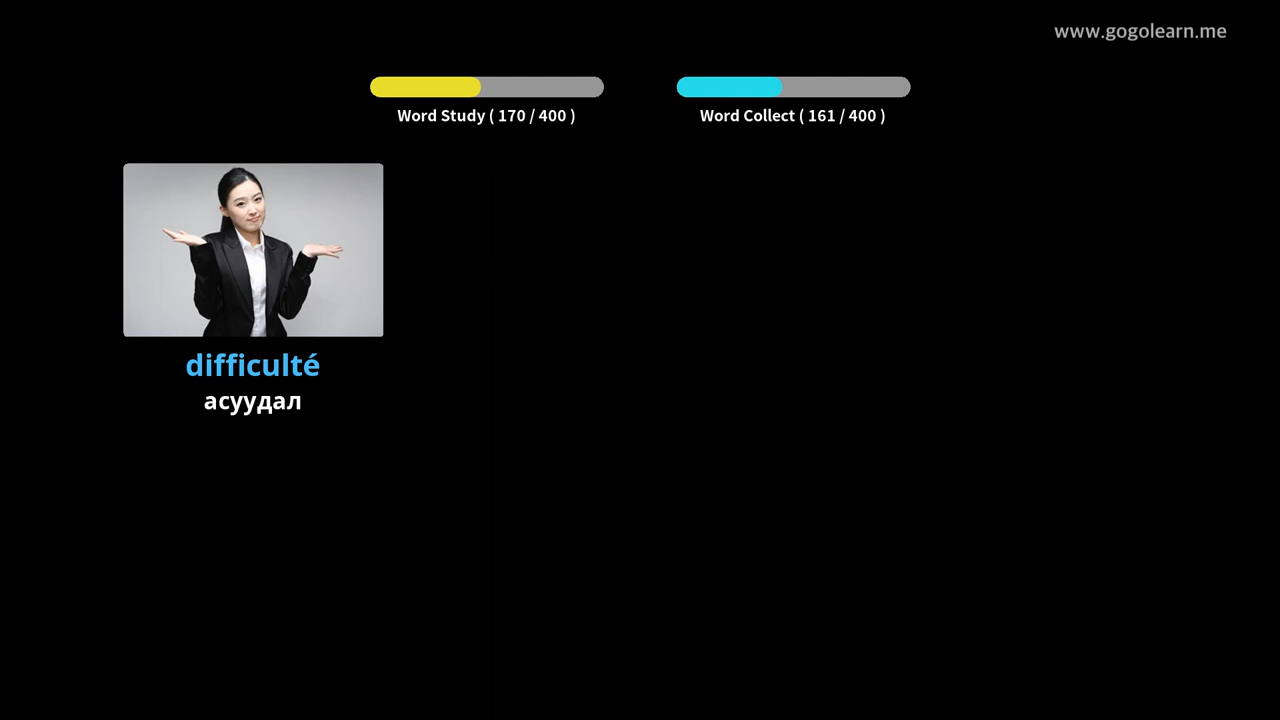 www.gogolearn.me
Word Study ( 170 / 400 )
Word Collect ( 161 / 400 )
difficulté
асуудал